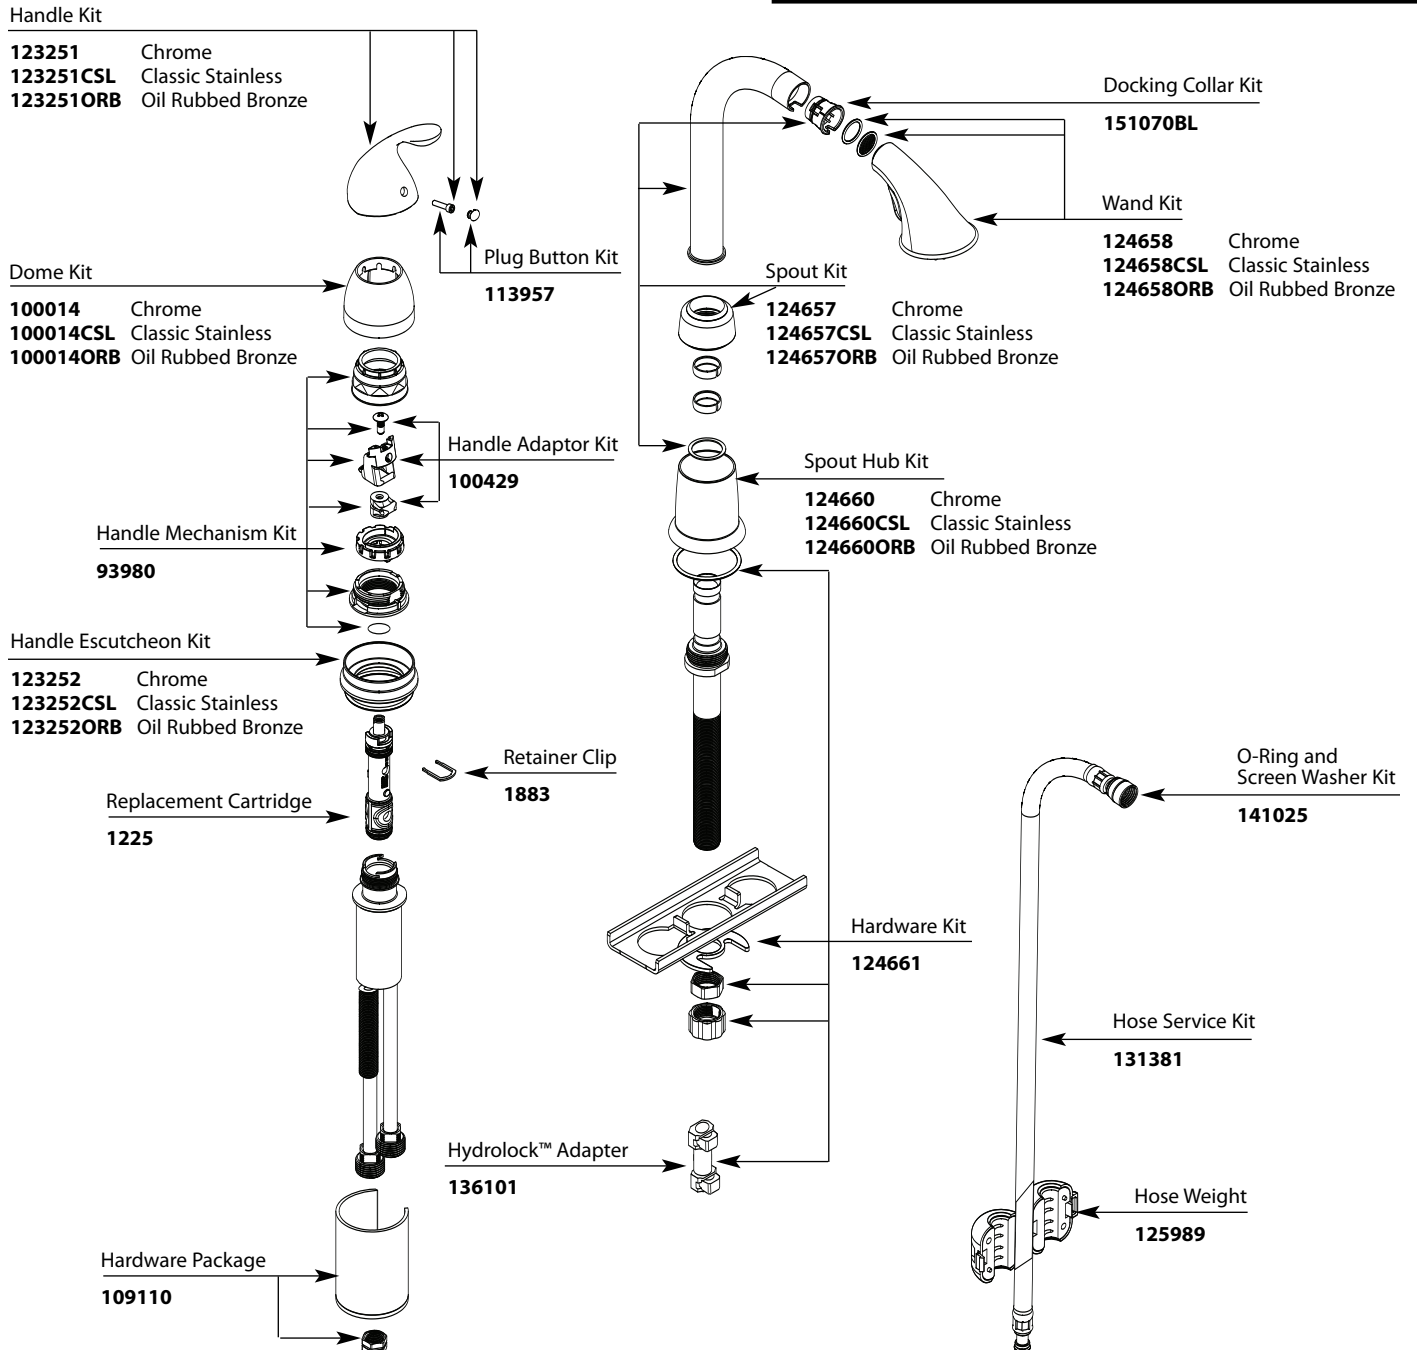 Handle Kit
123251 Chrome
123251CSL Classic Stainless
123251ORB Oil Rubbed Bronze
Docking Collar Kit
151070BL
Wand Kit
124658 Chrome
124658CSL Classic Stainless
124658ORB Oil Rubbed Bronze
Plug Button Kit
113957
Dome Kit
100014 Chrome
100014CSL Classic Stainless
100014ORB Oil Rubbed Bronze
Spout Kit
124657 Chrome
124657CSL Classic Stainless
124657ORB Oil Rubbed Bronze
Handle Adaptor Kit
100429
Spout Hub Kit
124660 Chrome
124660CSL Classic Stainless
124660ORB Oil Rubbed Bronze
Handle Mechanism Kit
93980
Handle Escutcheon Kit
123252 Chrome
123252CSL Classic Stainless
123252ORB Oil Rubbed Bronze
Retainer Clip
1883
Replacement Cartridge
1225
O-Ring and
Screen Washer Kit
141025
Hardware Kit
124661
Hose Service Kit
131381
Hydrolock™ Adapter
136101
Hose Weight
125989
Hardware Package
109110